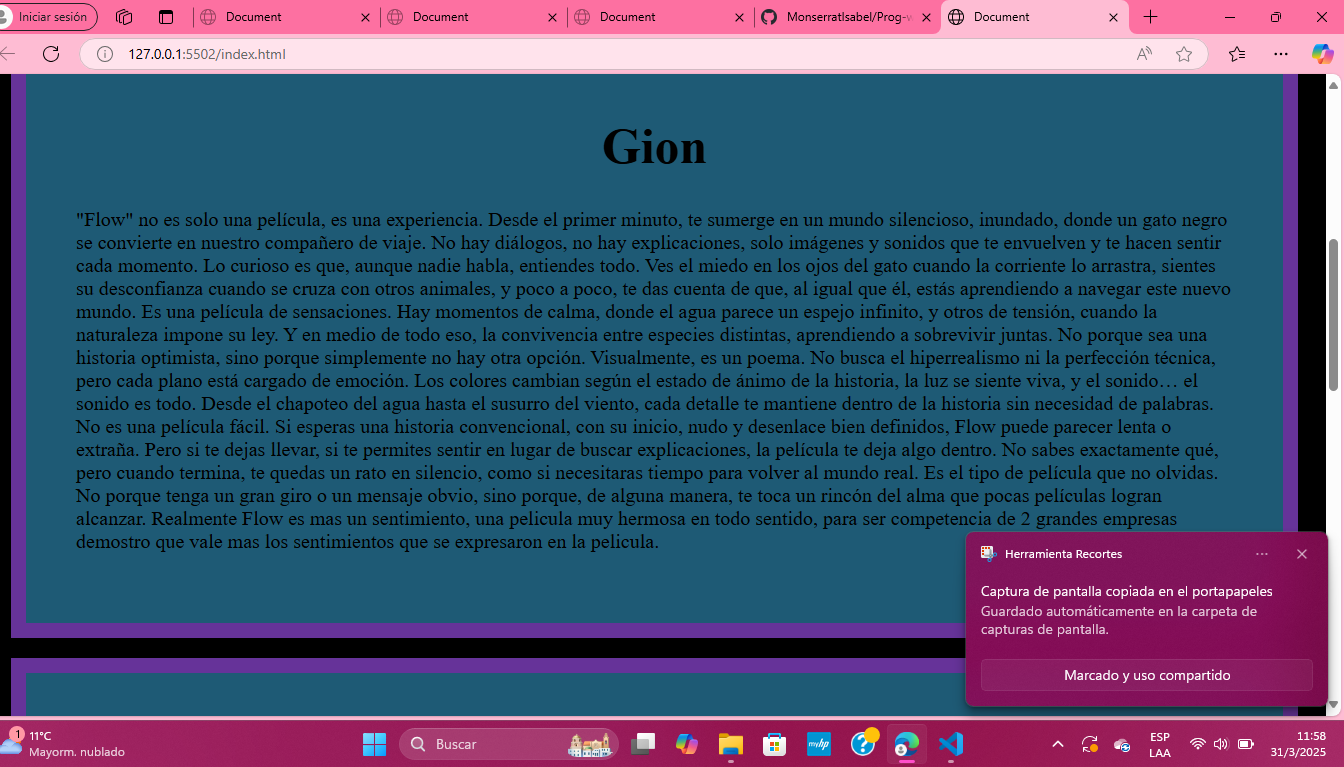 Iniciar sesión
Document
Document
Document
MonserratIsabel/Prog-w
Document
127.0.0.1:5502/index.html
Gion
"Flow" no es solo una película, es una experiencia. Desde el primer minuto, te sumerge en un mundo silencioso, inundado, donde un gato negro
se convierte en nuestro compañero de viaje. No hay diálogos, no hay explicaciones, solo imágenes y sonidos que te envuelven y te hacen sentir
cada momento. Lo curioso es que, aunque nadie habla, entiendes todo. Ves el miedo en los ojos del gato cuando la corriente lo arrastra, sientes
su desconfianza cuando se cruza con otros animales, y poco a poco, te das cuenta de que, al igual que él, estás aprendiendo a navegar este nuevo
mundo. Es una película de sensaciones. Hay momentos de calma, donde el agua parece un espejo infinito, y otros de tensión, cuando la
naturaleza impone su ley. Y en medio de todo eso, la convivencia entre especies distintas, aprendiendo a sobrevivir juntas. No porque sea una
historia optimista, sino porque simplemente no hay otra opción. Visualmente, es un poema. No busca el hiperrealismo ni la perfección técnica,
pero cada plano está cargado de emoción. Los colores cambian según el estado de ánimo de la historia, la luz se siente viva, y el sonido… el
sonido es todo. Desde el chapoteo del agua hasta el susurro del viento, cada detalle te mantiene dentro de la historia sin necesidad de palabras.
No es una película fácil. Si esperas una historia convencional, con su inicio, nudo y desenlace bien definidos, Flow puede parecer lenta o
extraña. Pero si te dejas llevar, si te permites sentir en lugar de buscar explicaciones, la película te deja algo dentro. No sabes exactamente qué,
pero cuando termina, te quedas un rato en silencio, como si necesitaras tiempo para volver al mundo real. Es el tipo de película que no olvidas.
No porque tenga un gran giro o un mensaje obvio, sino porque, de alguna manera, te toca un rincón del alma que pocas películas logran
alcanzar. Realmente Flow es mas un sentimiento, una pelicula muy hermosa en todo sentido, para ser competencia de 2 grandes empresas
demostro que vale mas los sentimientos que se expresaron en la pelicula.
Herramienta Recortes
Captura de pantalla copiada en el portapapeles
Guardado automáticamente en la carpeta de
capturas de pantalla.
Marcado y uso compartido
1
11°C
Mayorm. nublado
Buscar
myhp
ESP
LAA
11:58
31/3/2025